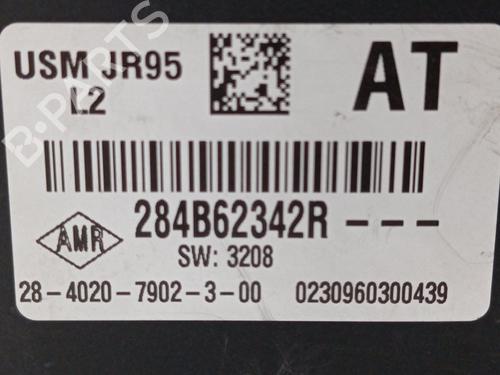 USM JR95
L2
AT
284B62342R---
AMR
SW: 3208
28-4020-7902-3-00 0230960300439
B-PARTS